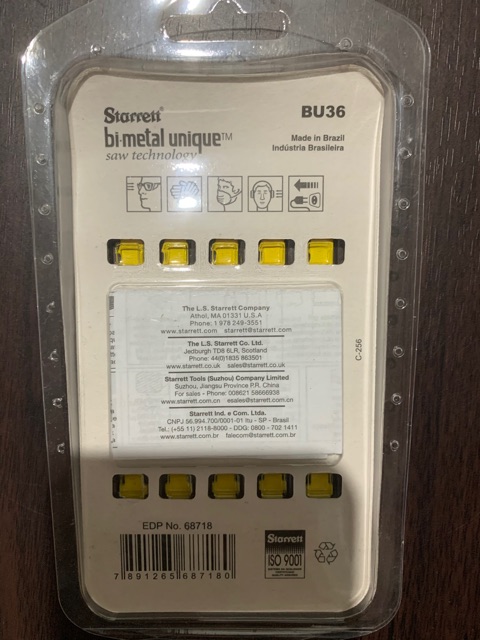 Starrett®
BU36
bi·metal unique™
saw technology
Made in Brazil
Indústria Brasileira
The L.S. Starrett Company
Athol, MA 01331 U.S.A
Phone: 1 978 249-3551
www.starrett.com starrett@starrett.com
The L.S. Starrett Co. Ltd.
Jedburgh TD8 6LR, Scotland
Phone: 44(0)1835 863501
www.starrett.co.uk sales@starrett.co.uk
Starrett Tools (Suzhou) Company Limited
Suzhou, Jiangsu Province P.R. China
For sales - Phone: 008621 58666938
www.starrett.com.cn esales@starrett.com.cn
Starrett Ind. e Com. Ltda.
CNPJ 56.994.700/0001-01 Itu - SP - Brasil
Tel.: (+55 11) 2118-8000 - DDG: 0800 - 702 1411
www.starrett.com.br falecom@starrett.com.br
C-256
EDP No. 68718
7 891265 687180
Starrett
ISO 9001